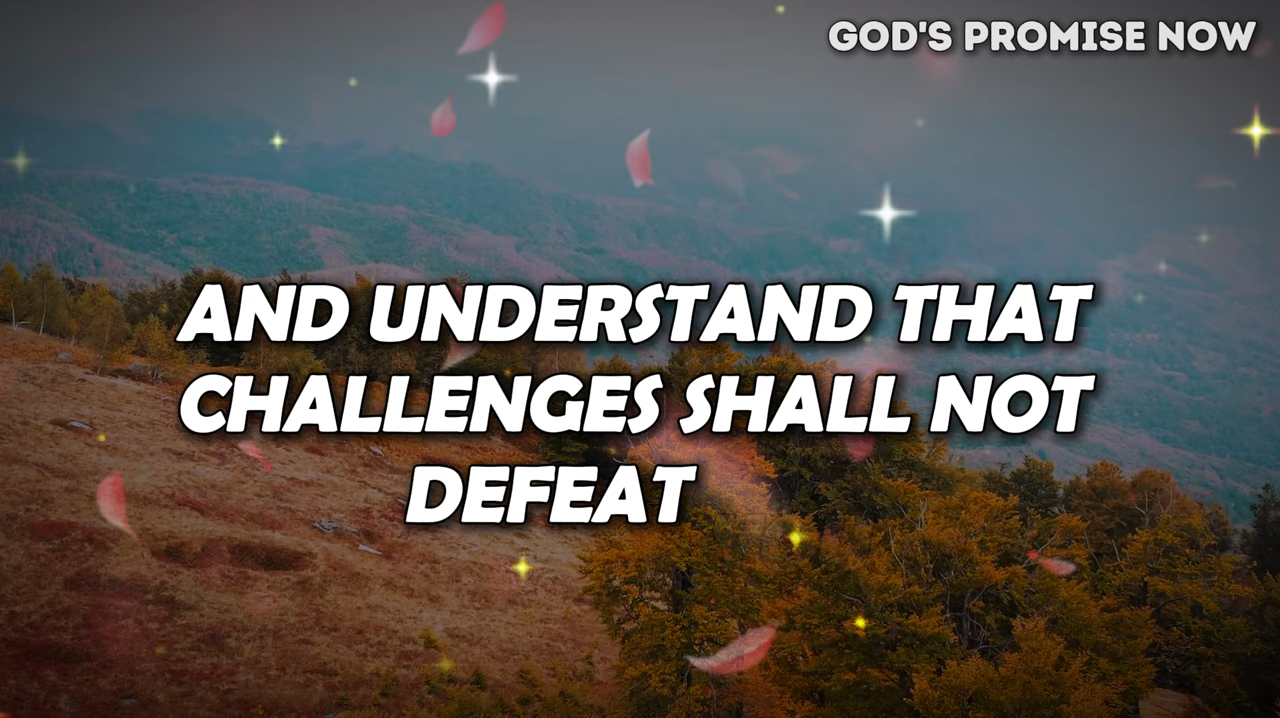 GOD'S PROMISE NOW
AND UNDERSTAND THAT
CHALLENGES SHALL NOT
DEFEAT